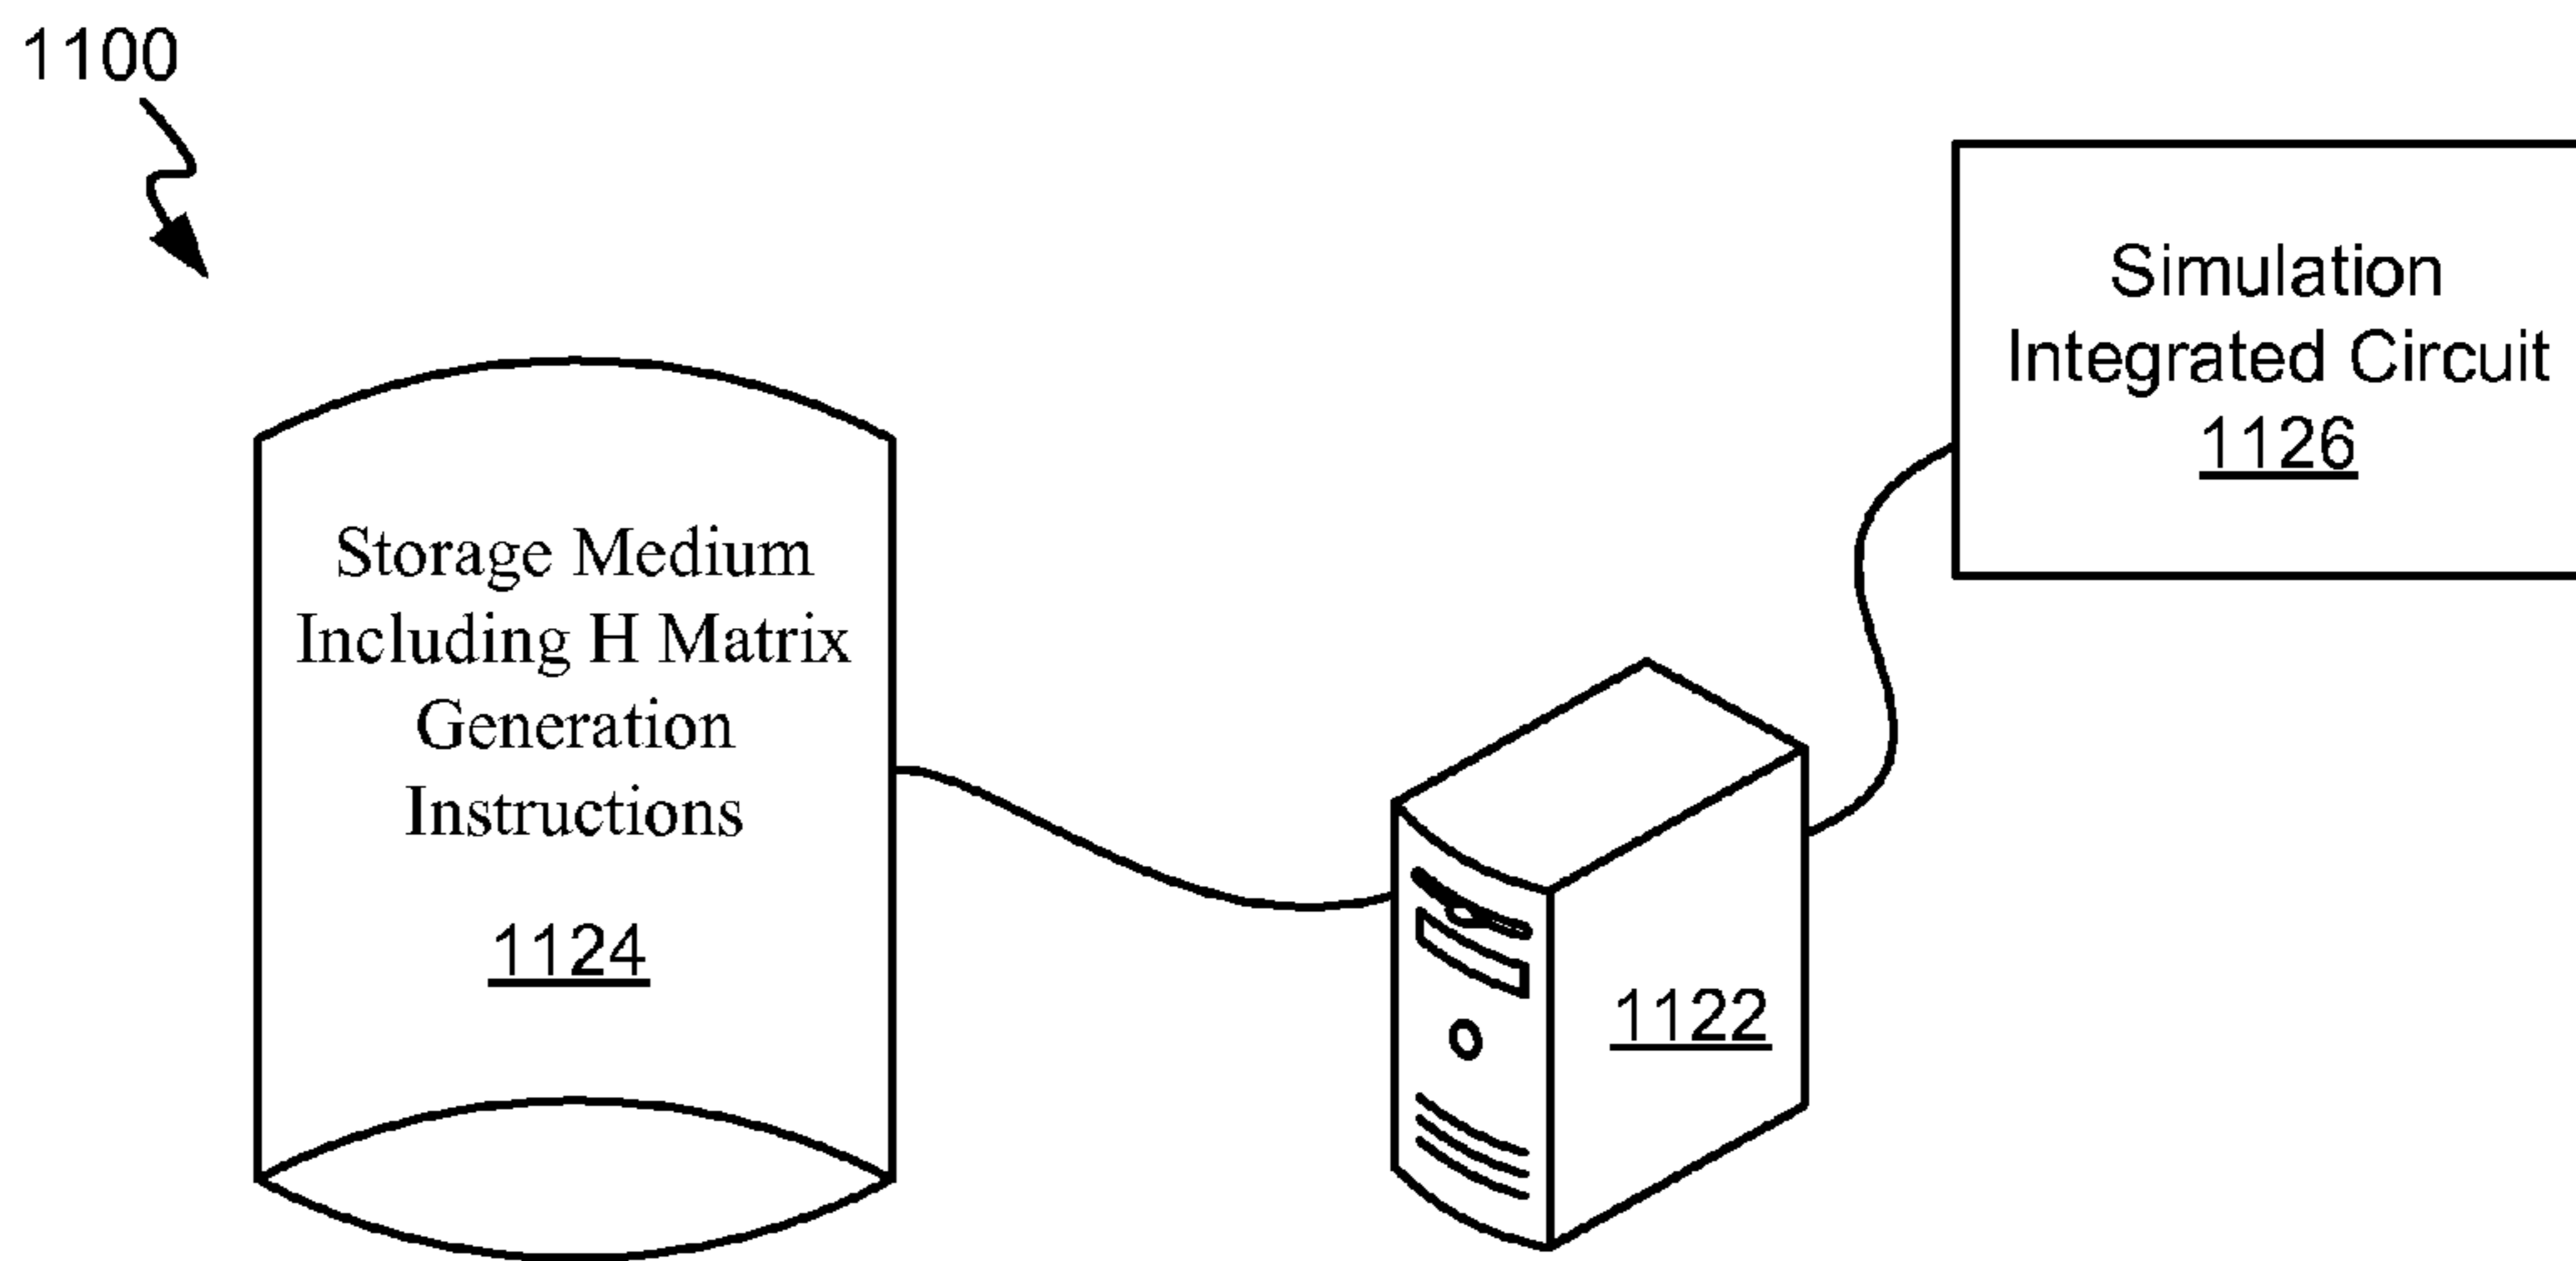 1100
Simulation
Integrated Circuit
1126
Storage Medium
Including H Matrix
Generation
Instructions
1124
1122